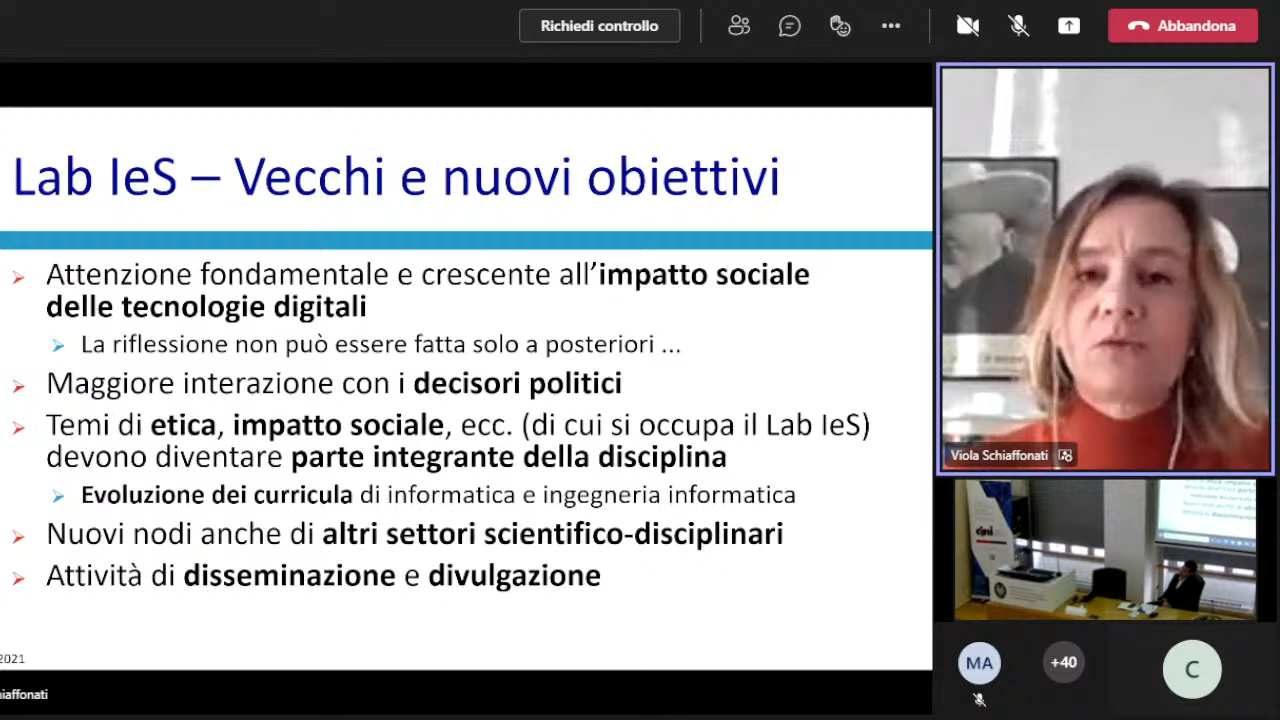 Richiedi controllo
Abbandona
Lab IeS – Vecchi e nuovi obiettivi
Attenzione fondamentale e crescente all’impatto sociale
delle tecnologie digitali
La riflessione non può essere fatta solo a posteriori ...
Maggiore interazione con i decisori politici
Temi di etica, impatto sociale, ecc. (di cui si occupa il Lab IeS)
devono diventare parte integrante della disciplina
Evoluzione dei curricula di informatica e ingegneria informatica
Nuovi nodi anche di altri settori scientifico-disciplinari
Attività di disseminazione e divulgazione
2021
hiaffonati
Viola Schiaffonati
cini
MA
+40
C